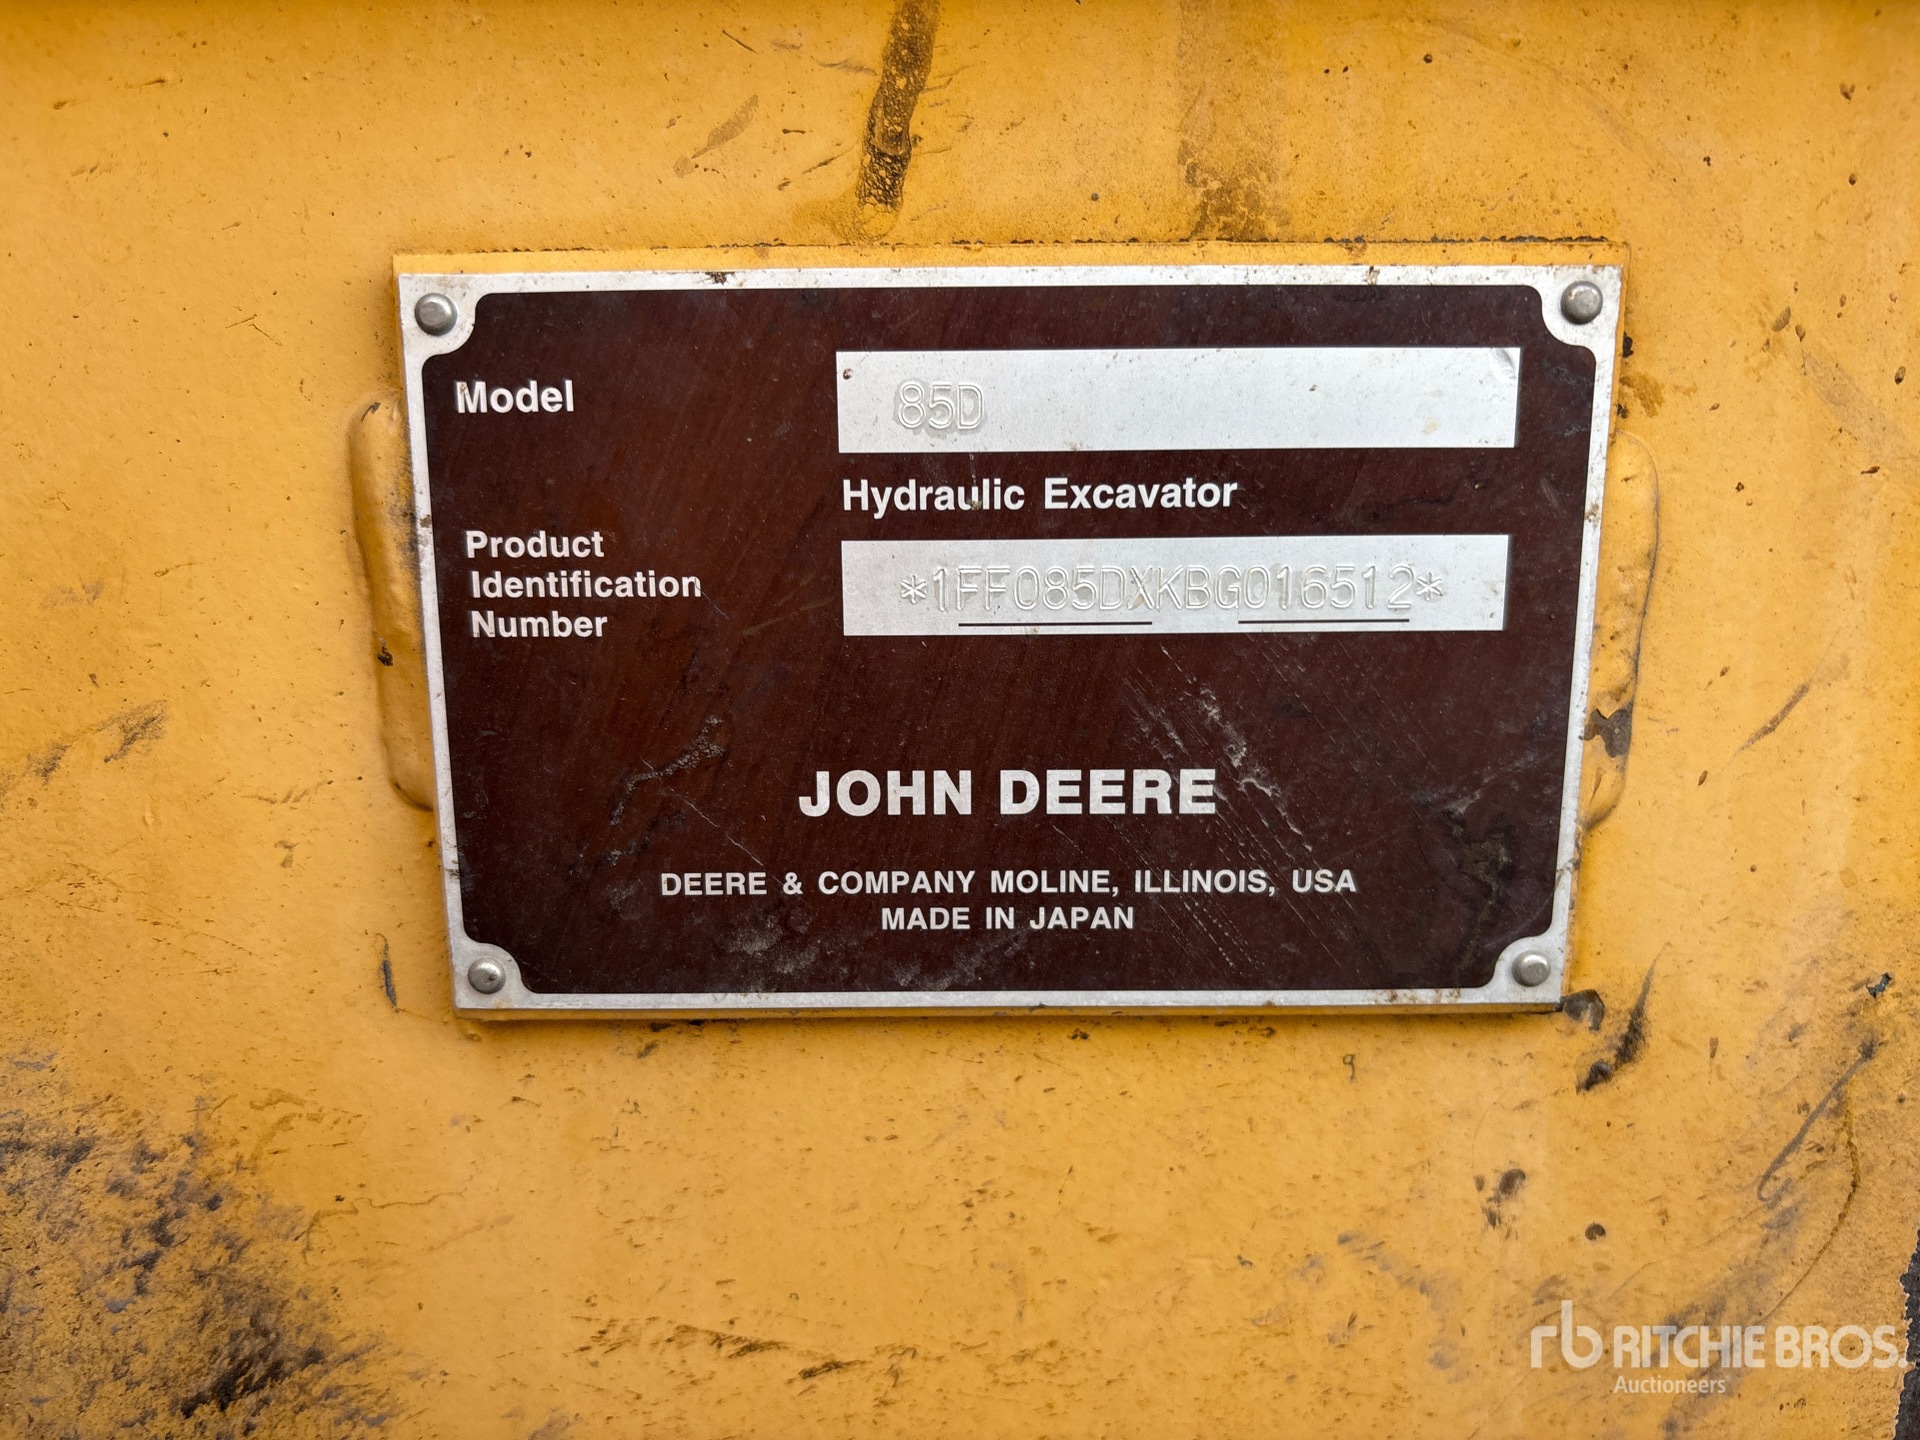 Model
85D
Hydraulic Excavator
Product
Identification
Number
*1FF085DXKBG016512*
JOHN DEERE
DEERE & COMPANY MOLINE, ILLINOIS, USA
MADE IN JAPAN
rb RITCHIE BROS.
Auctioneers